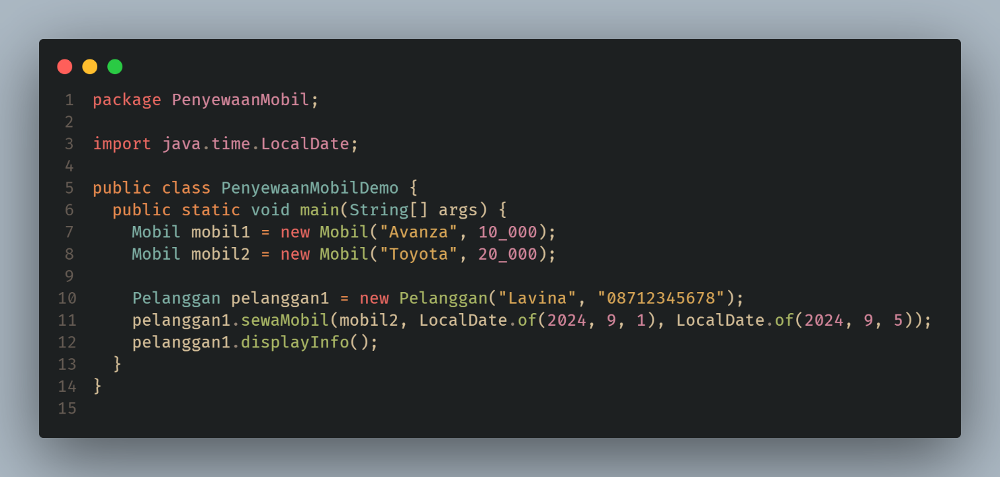 1 package PenyewaanMobil;
2
3 import java.time.LocalDate;
4
5 public class PenyewaanMobilDemo {
6   public static void main(String[] args) {
7     Mobil mobil1 = new Mobil("Avanza", 10_000);
8     Mobil mobil2 = new Mobil("Toyota", 20_000);
9
10     Pelanggan pelanggan1 = new Pelanggan("Lavina", "08712345678");
11     pelanggan1.sewaMobil(mobil2, LocalDate.of(2024, 9, 1), LocalDate.of(2024, 9, 5));
12     pelanggan1.displayInfo();
13   }
14 }
15